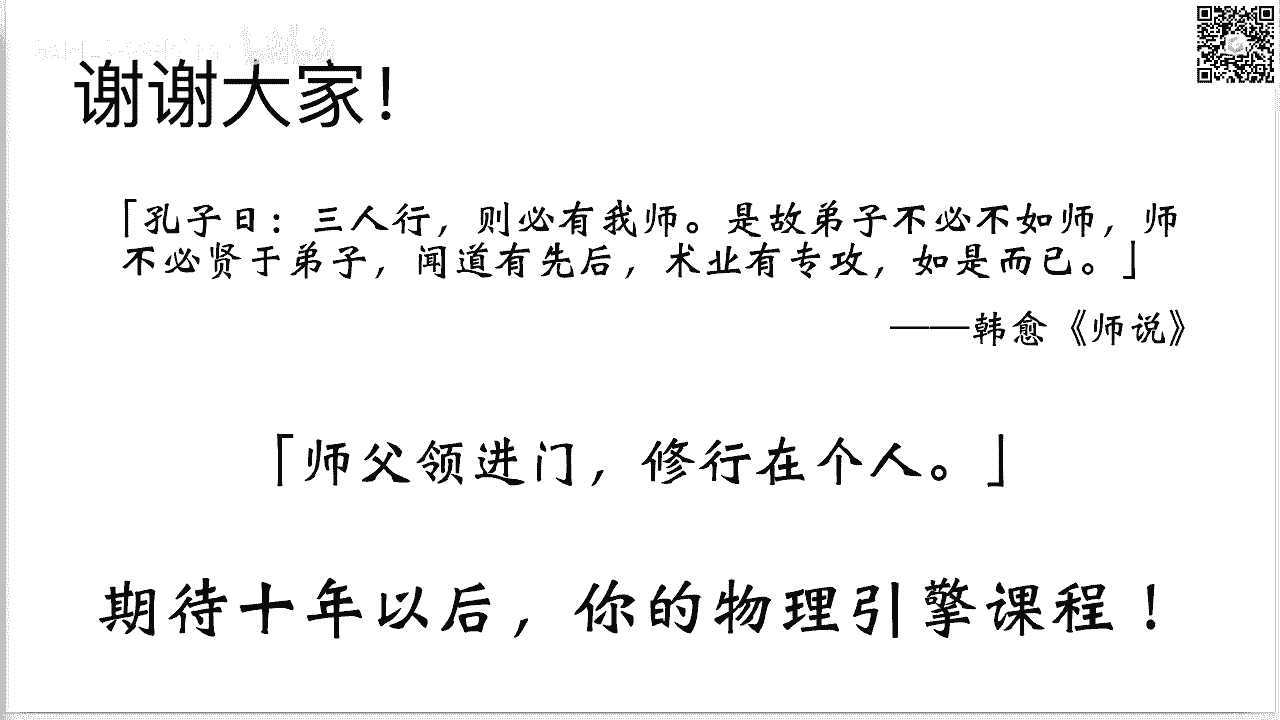 谢谢大家！
「孔子曰：三人行，则必有我师。是故弟子不必不如师，师
不必贤于弟子，闻道有先后，术业有专攻，如是而已。」
——韩愈《师说》
「师父领进门，修行在个人。」
期待十年以后，你的物理引擎课程！